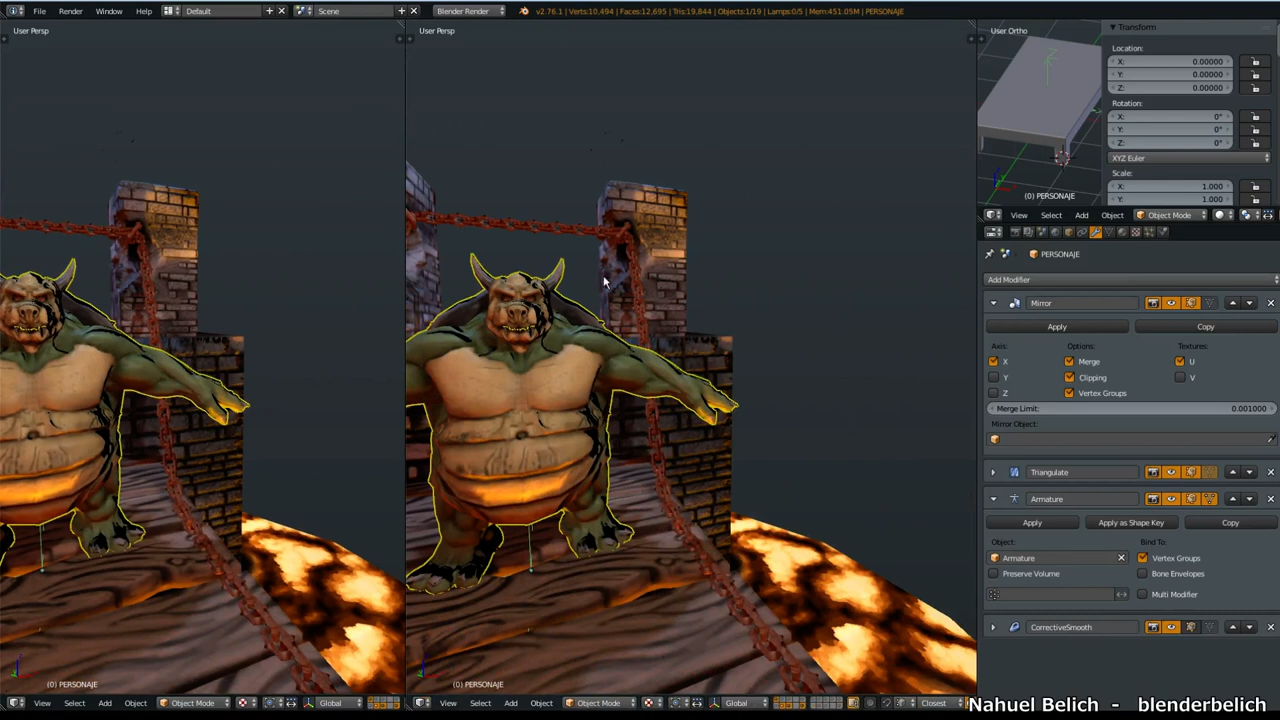 File Render Window Help Default Scene Blender Render v2.76.1 | Verts:10,494 | Faces:12,695 | Tris:19,844 | Objects:1/19 | Lamps:0/5 | Mem:451.05M | PERSONAJE
User Persp
User Persp
User Ortho
Transform
Location:
X: 0.00000
Y: 0.00000
Z: 0.00000
Rotation:
X: 0°
Y: 0°
Z: 0°
XYZ Euler
Scale:
X: 1.000
Y: 1.000
(0) PERSONAJE
View Select Add Object Object Mode
PERSONAJE
Add Modifier
Mirror
Apply Copy
Axis: Options: Textures:
X Merge U
Y Clipping V
Z Vertex Groups
Merge Limit: 0.001000
Mirror Object:
Triangulate
Armature
Apply Apply as Shape Key Copy
Object: Bind To:
Armature Vertex Groups
Preserve Volume Bone Envelopes
Multi Modifier
CorrectiveSmooth
(0) PERSONAJE
(0) PERSONAJE
View Select Add Object Object Mode Global
View Select Add Object Object Mode Global Closest
Nahuel Belich - blenderbelich